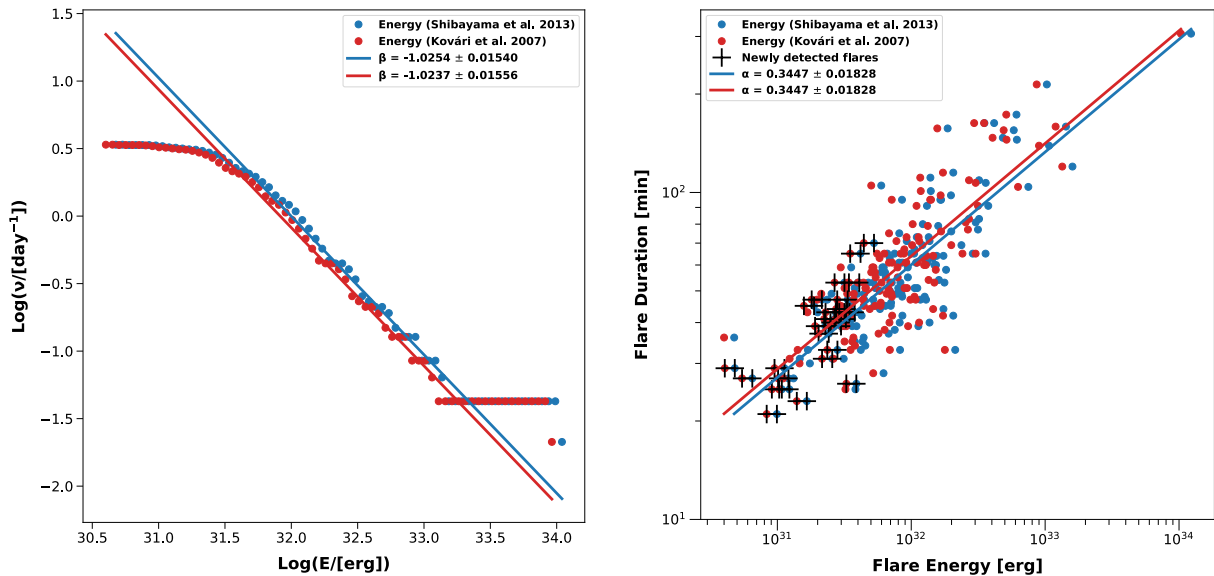 Energy (Shibayama et al. 2013)
Energy (Kovári et al. 2007)
β = -1.0254 ± 0.01540
β = -1.0237 ± 0.01556
1.5
1.0
0.5
0.0
−0.5
−1.0
−1.5
−2.0
Log(ν/[day⁻¹])
30.5 31.0 31.5 32.0 32.5 33.0 33.5 34.0
Log(E/[erg])
Energy (Shibayama et al. 2013)
Energy (Kovári et al. 2007)
Newly detected flares
α = 0.3447 ± 0.01828
α = 0.3447 ± 0.01828
10²
10¹
Flare Duration [min]
10³¹ 10³² 10³³ 10³⁴
Flare Energy [erg]